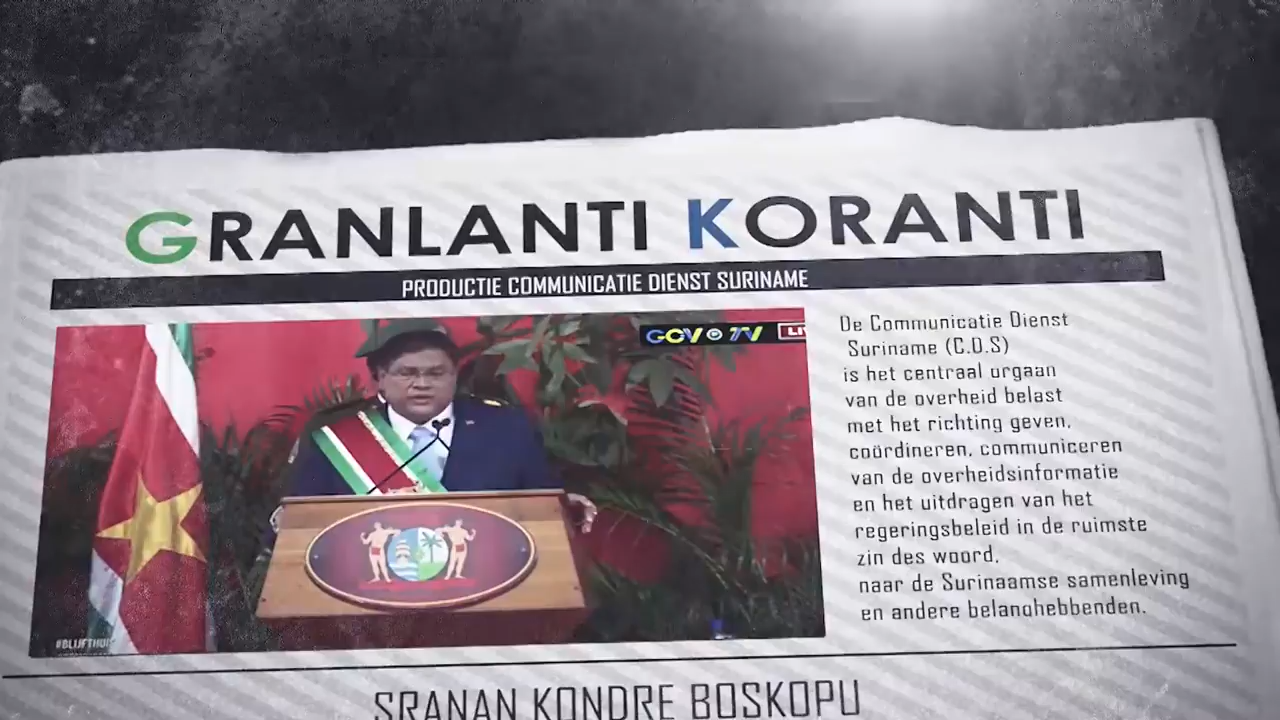 GRANLANTI KORANTI
PRODUCTIE COMMUNICATIE DIENST SURINAME
GOV TV
LIV
De Communicatie Dienst
Suriname (C.D.S)
is het centraal orgaan
van de overheid belast
met het richting geven,
coördineren, communiceren
van de overheidsinformatie
en het uitdragen van het
regeringsbeleid in de ruimste
zin des woord,
naar de Surinaamse samenleving
en andere belanghebbenden.
#BLIJFTHUIS
SRANAN KONDRE BOSKOPU